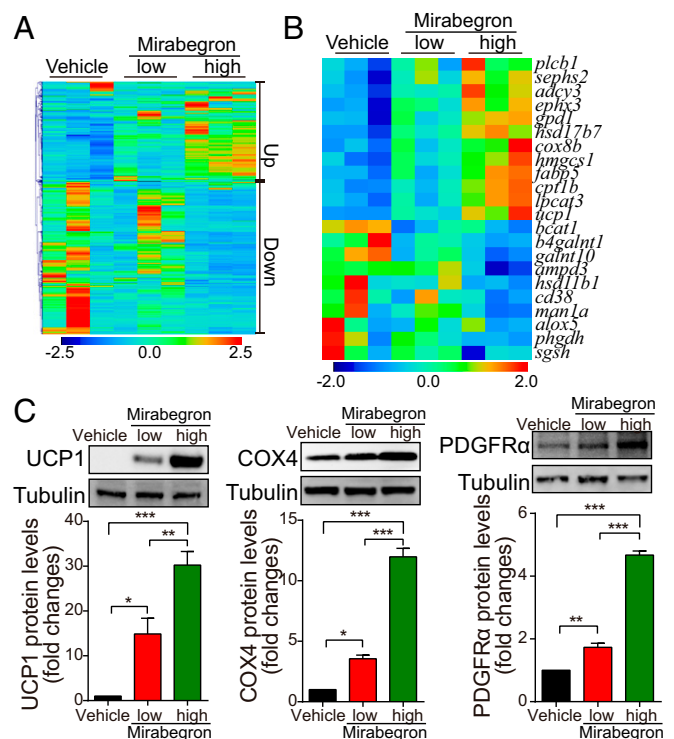 A
Mirabegron
Vehicle low high
Up
Down
-2.5 0.0 2.5
B
Mirabegron
Vehicle low high
plcb1
sephs2
adcy3
ephx3
gpd1
hsd17b7
cox8b
hmgcs1
fabp5
cpt1b
lpcat3
ucp1
bcat1
b4galnt1
galnt10
ampd3
hsd11b1
cd38
man1a
alox5
phgdh
sgsh
-2.0 0.0 2.0
C
Mirabegron
Vehicle low high
UCP1
Tubulin
40
30
20
10
0
UCP1 protein levels
(fold changes)
***
**
*
Vehicle low high
Mirabegron
Mirabegron
Vehicle low high
COX4
Tubulin
15
10
5
0
COX4 protein levels
(fold changes)
***
***
*
Vehicle low high
Mirabegron
Mirabegron
Vehicle low high
PDGFRα
Tubulin
6
4
2
0
PDGFRα protein levels
(fold changes)
***
***
**
Vehicle low high
Mirabegron